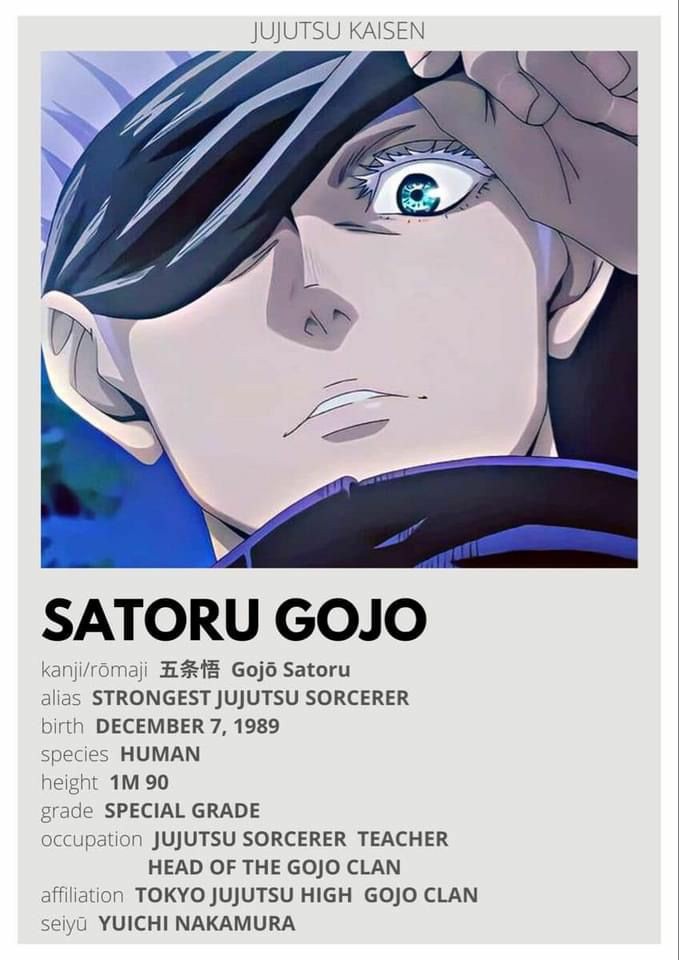 JUJUTSU KAISEN
SATORU GOJO
kanji/rōmaji 五条悟 Gojō Satoru
alias STRONGEST JUJUTSU SORCERER
birth DECEMBER 7, 1989
species HUMAN
height 1M 90
grade SPECIAL GRADE
occupation JUJUTSU SORCERER TEACHER
HEAD OF THE GOJO CLAN
affiliation TOKYO JUJUTSU HIGH GOJO CLAN
seiyū YUICHI NAKAMURA